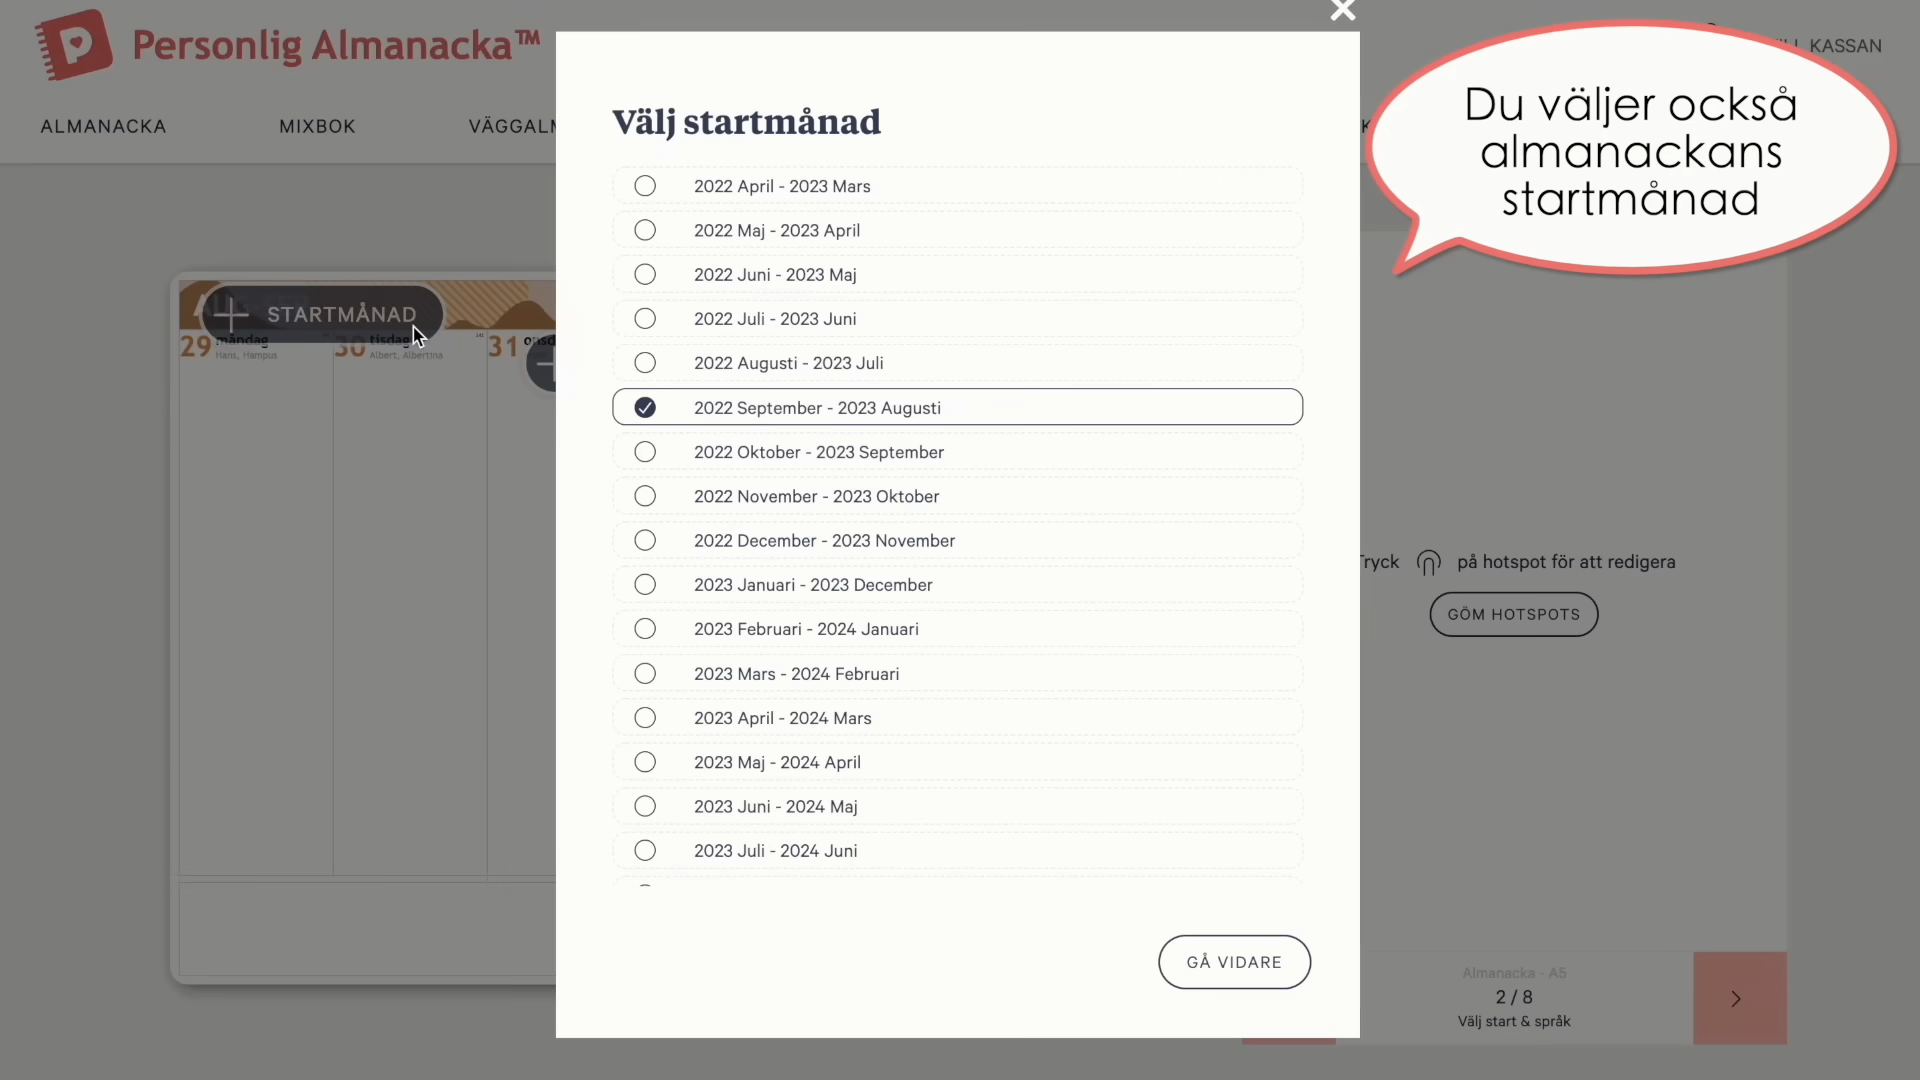 Personlig Almanacka™
KASSAN
ALMANACKA
MIXBOK
Du väljer också
almanackans
startmånad
Välj startmånad
2022 April - 2023 Mars
2022 Maj - 2023 April
2022 Juni - 2023 Maj
2022 Juli - 2023 Juni
2022 Augusti - 2023 Juli
2022 September - 2023 Augusti
2022 Oktober - 2023 September
2022 November - 2023 Oktober
2022 December - 2023 November
2023 Januari - 2023 December
2023 Februari - 2024 Januari
2023 Mars - 2024 Februari
2023 April - 2024 Mars
2023 Maj - 2024 April
2023 Juni - 2024 Maj
2023 Juli - 2024 Juni
GÅ VIDARE
STARTMÅNAD
29 måndag
Hans, Hampus
30 tisdag
Albert, Albertina
31
på hotspot för att redigera
GÖM HOTSPOTS
Almanacka - A5
2 / 8
Välj start & språk